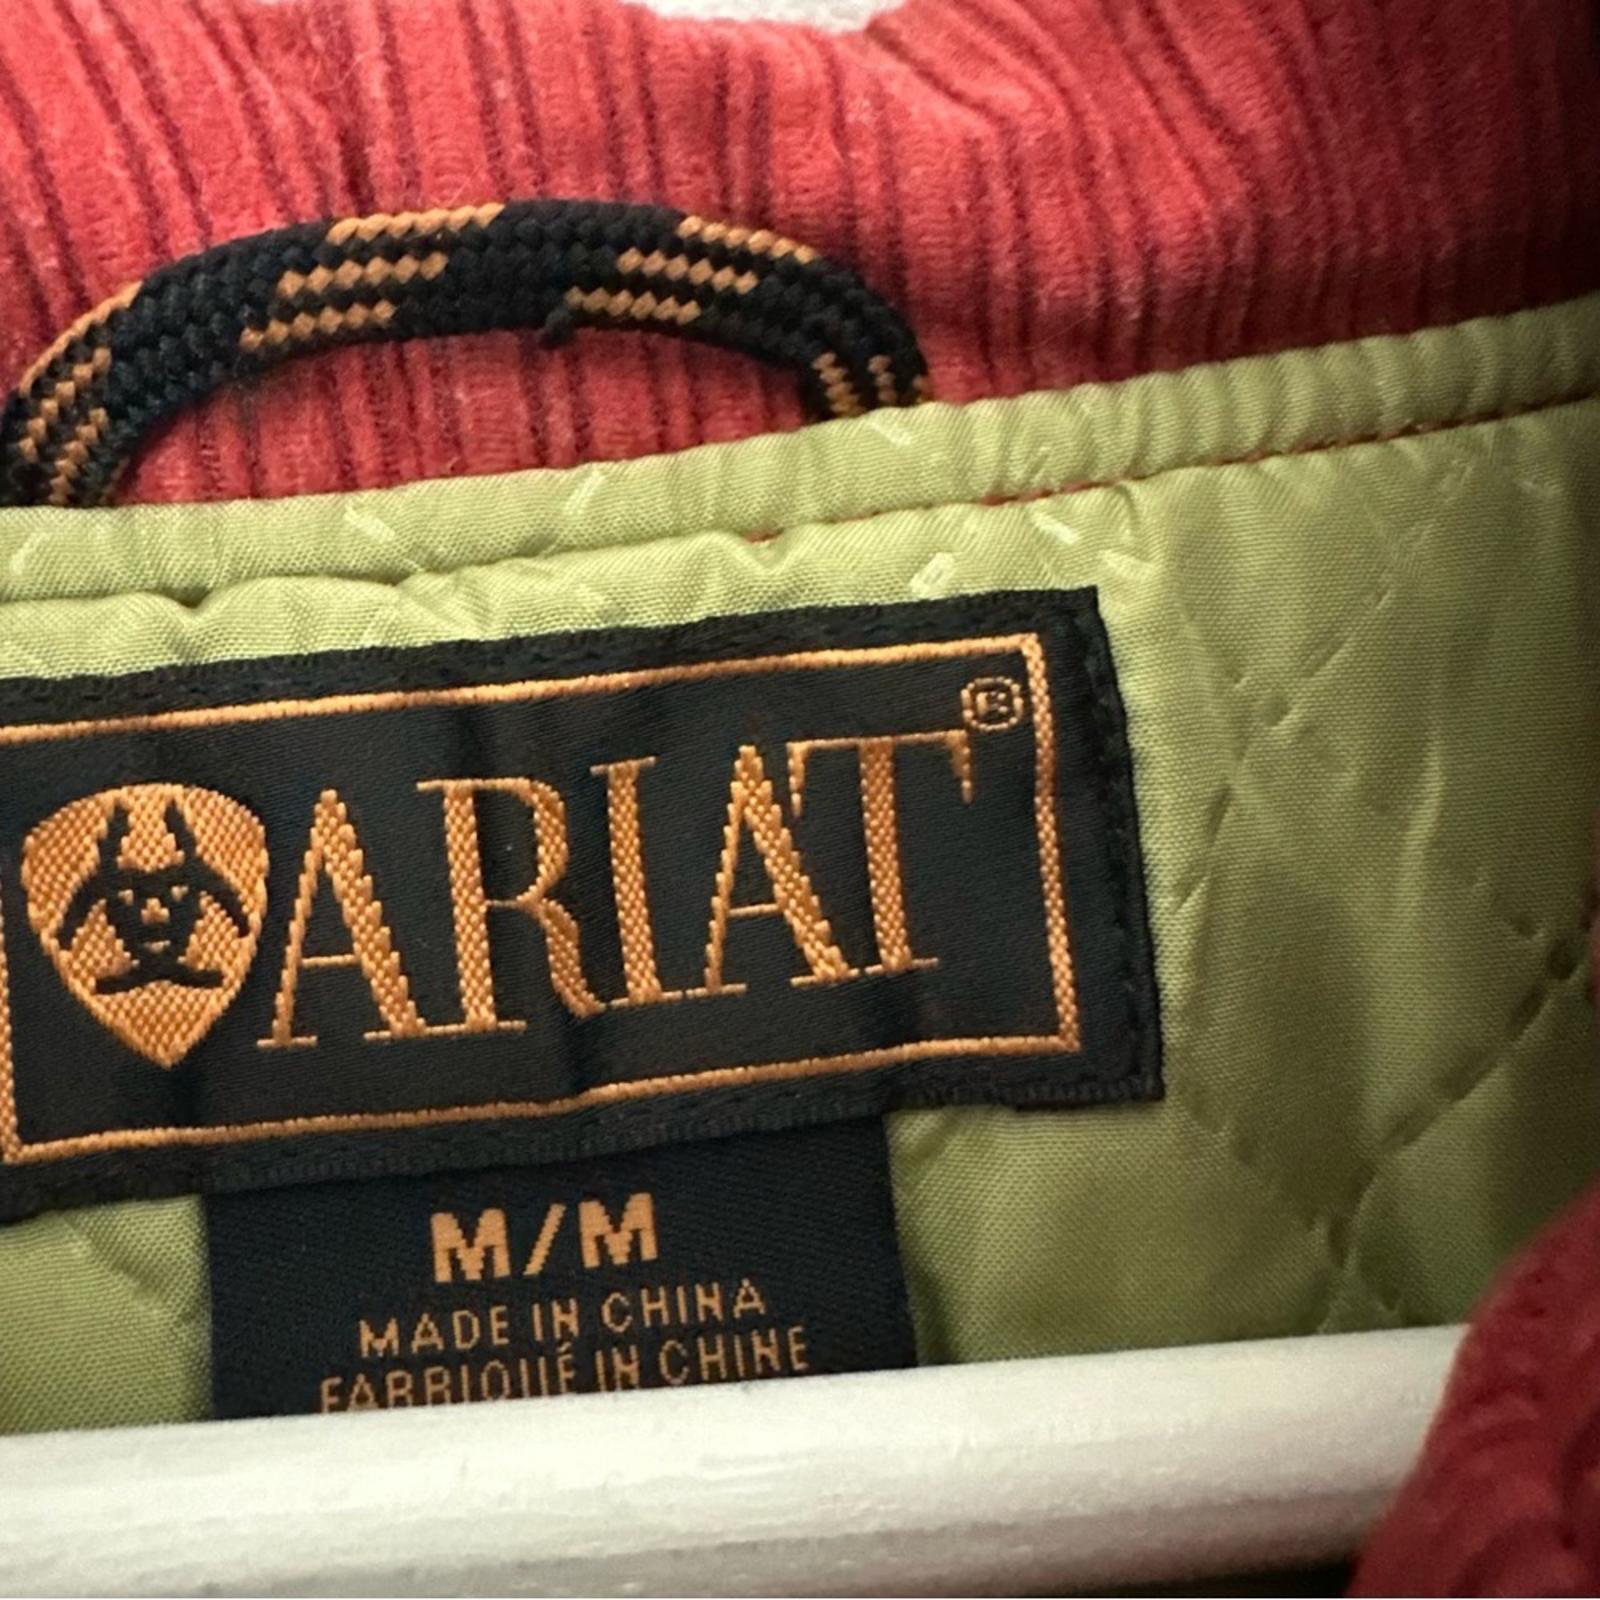 ARIAT®
M/M
MADE IN CHINA
FABRIQUÉ IN CHINE